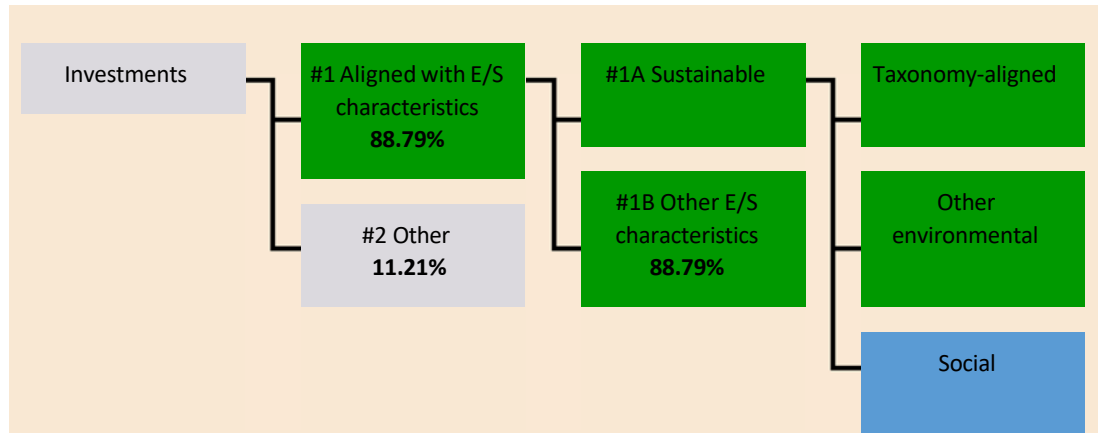 Investments
#1 Aligned with E/S
characteristics
88.79%
#2 Other
11.21%
#1A Sustainable
#1B Other E/S
characteristics
88.79%
Taxonomy-aligned
Other
environmental
Social